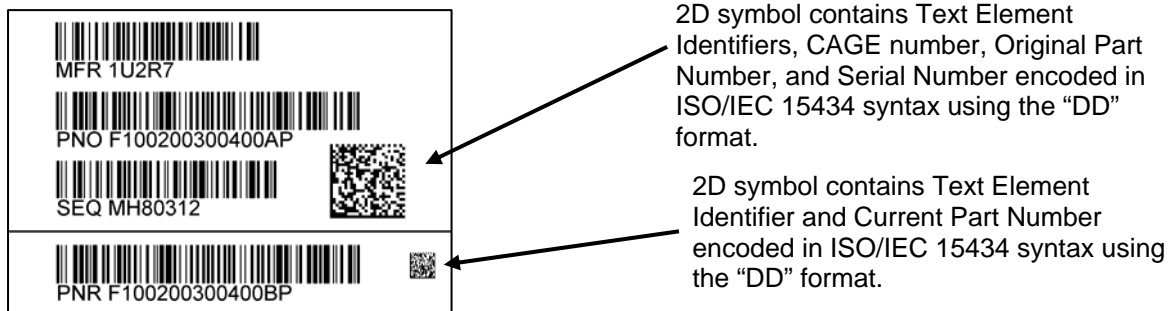 MFR 1U2R7
PNO F100200300400AP
SEQ MH80312
PNR F100200300400BP
2D symbol contains Text Element
Identifiers, CAGE number, Original Part
Number, and Serial Number encoded in
ISO/IEC 15434 syntax using the “DD”
format.
2D symbol contains Text Element
Identifier and Current Part Number
encoded in ISO/IEC 15434 syntax using
the “DD” format.